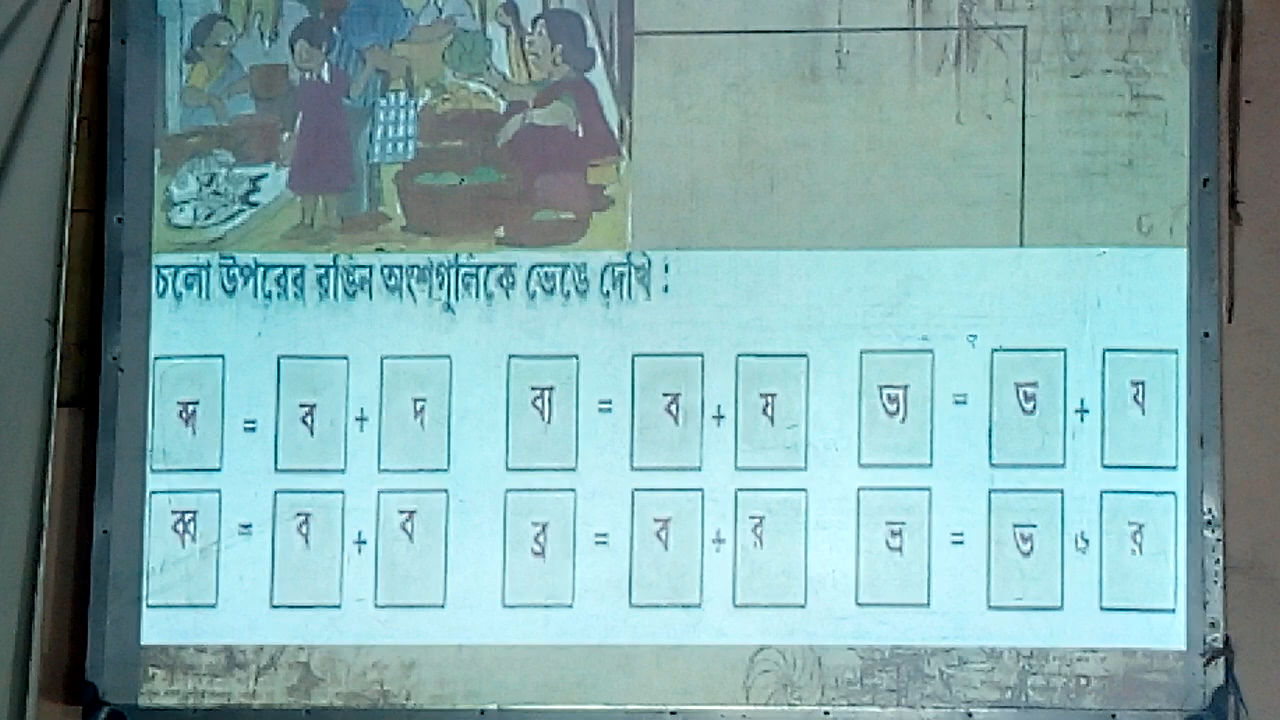 চলো উপরের রঙিন অংশগুলিকে ভেঙে দেখি :
ব্দ = ব + দ ব্য = ব + য ভ্য = ভ + য
ব্ব = ব + ব ব্র = ব + র ভ্র = ভ + র